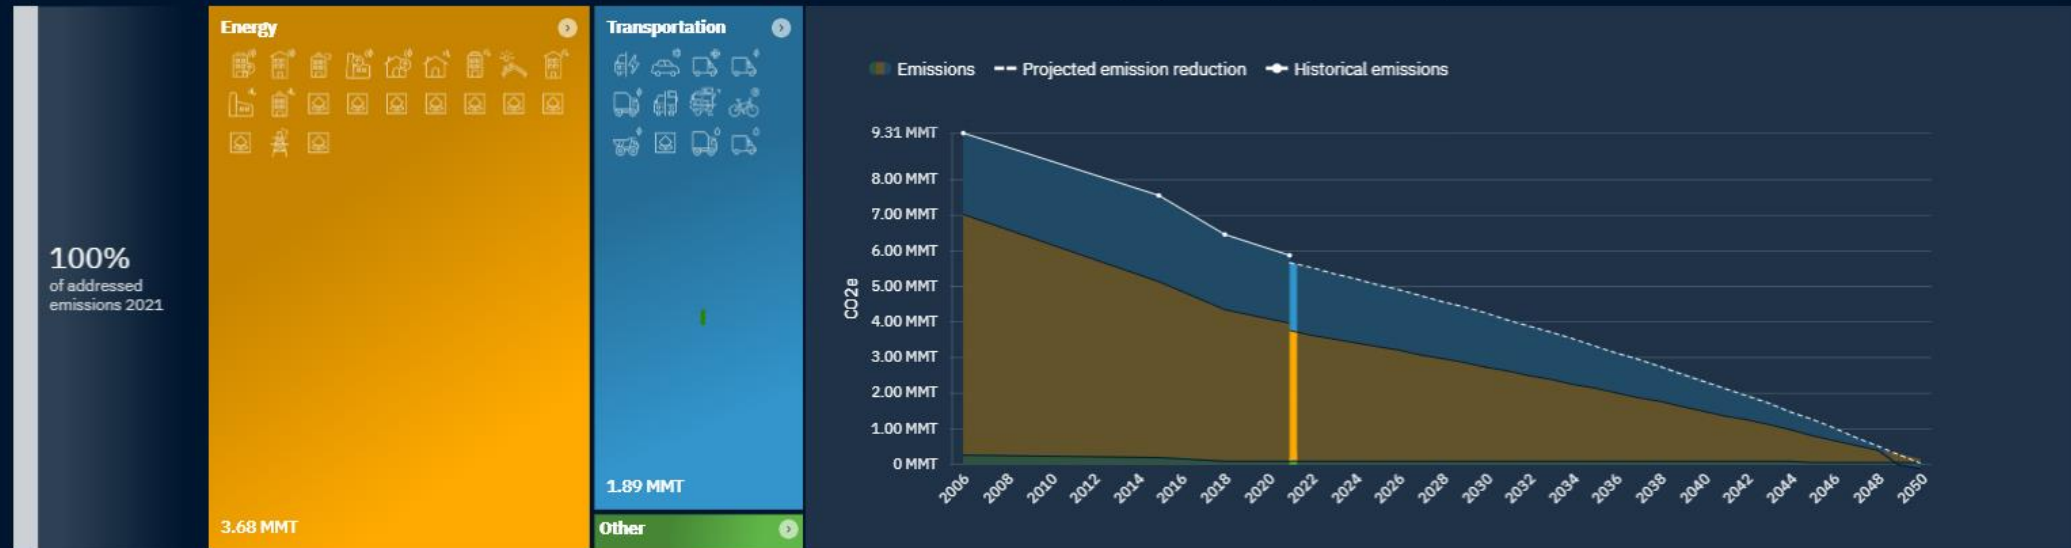 100%
of addressed
emissions 2021
Energy
3.68 MMT
Transportation
1.89 MMT
Other
Emissions
Projected emission reduction
Historical emissions
CO2e
9.31 MMT
8.00 MMT
7.00 MMT
6.00 MMT
5.00 MMT
4.00 MMT
3.00 MMT
2.00 MMT
1.00 MMT
0 MMT
2006 2008 2010 2012 2014 2016 2018 2020 2022 2024 2026 2028 2030 2032 2034 2036 2038 2040 2042 2044 2046 2048 2050